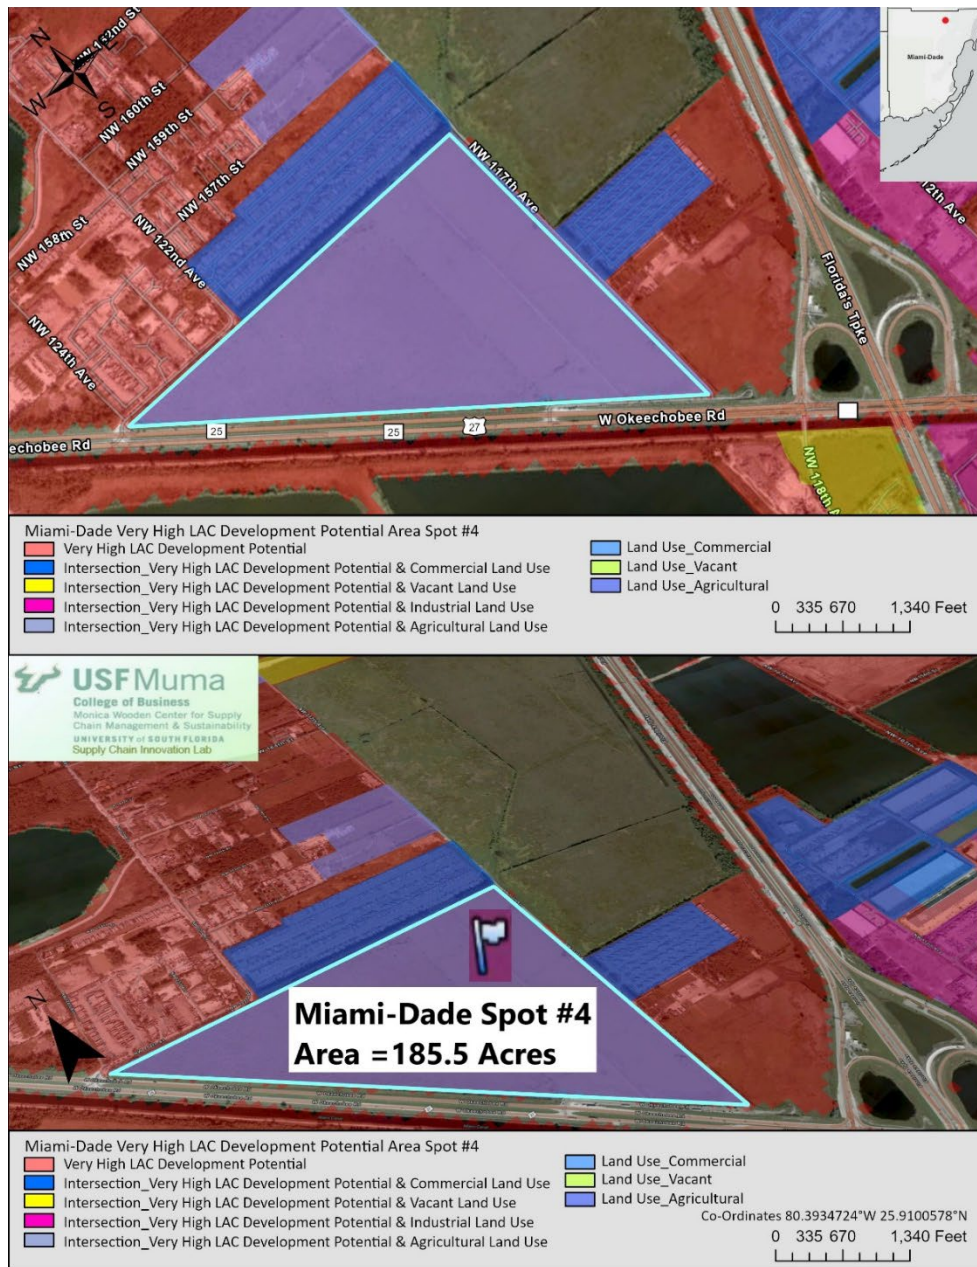 N
E
W
S
NW 162nd St
NW 160th St
NW 159th St
NW 157th St
NW 158th St
NW 122nd Ave
NW 124th Ave
NW 117th Ave
Miami-Dade
12th Ave
Florida's Tpke
eechobee Rd
25
25
27
W Okeechobee Rd
NW 118th A
Miami-Dade Very High LAC Development Potential Area Spot #4
Very High LAC Development Potential
Intersection_Very High LAC Development Potential & Commercial Land Use
Intersection_Very High LAC Development Potential & Vacant Land Use
Intersection_Very High LAC Development Potential & Industrial Land Use
Intersection_Very High LAC Development Potential & Agricultural Land Use
Land Use_Commercial
Land Use_Vacant
Land Use_Agricultural
0 335 670 1,340 Feet
USF Muma
College of Business
Monica Wooden Center for Supply
Chain Management & Sustainability
UNIVERSITY of SOUTH FLORIDA
Supply Chain Innovation Lab
N
Miami-Dade Spot #4
Area =185.5 Acres
W Okeechobee Rd
W Okeechobee Rd
W Okeechobee Rd
W Okeechobee Rd
Miami-Dade Very High LAC Development Potential Area Spot #4
Very High LAC Development Potential
Intersection_Very High LAC Development Potential & Commercial Land Use
Intersection_Very High LAC Development Potential & Vacant Land Use
Intersection_Very High LAC Development Potential & Industrial Land Use
Intersection_Very High LAC Development Potential & Agricultural Land Use
Land Use_Commercial
Land Use_Vacant
Land Use_Agricultural
Co-Ordinates 80.3934724°W 25.9100578°N
0 335 670 1,340 Feet